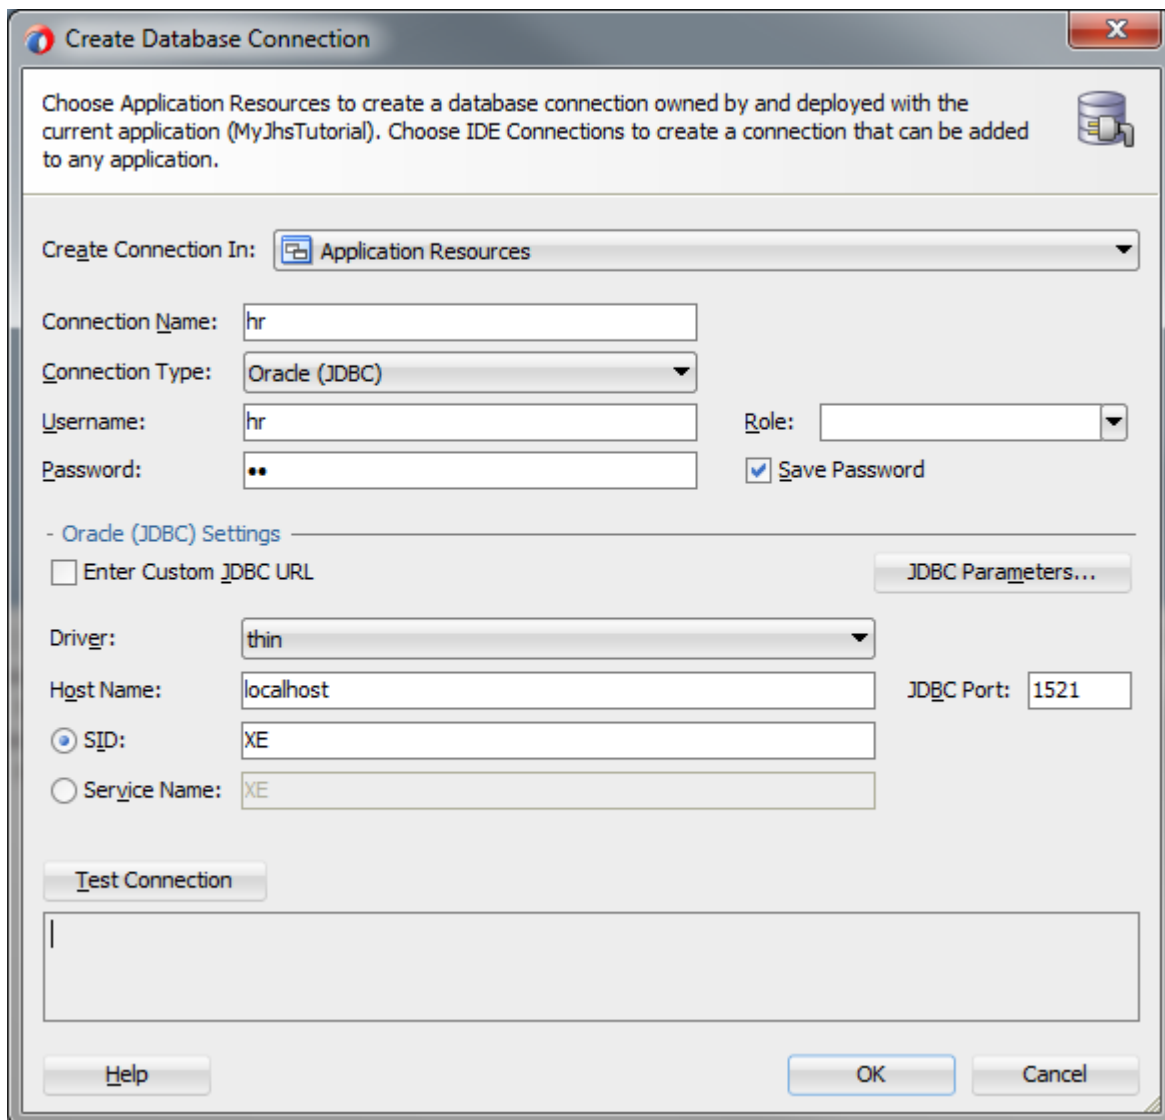 Create Database Connection
x
Choose Application Resources to create a database connection owned by and deployed with the
current application (MyJhsTutorial). Choose IDE Connections to create a connection that can be added
to any application.
Create Connection In: Application Resources
Connection Name: hr
Connection Type: Oracle (JDBC)
Username: hr Role:
Password: •• Save Password
- Oracle (JDBC) Settings
Enter Custom JDBC URL JDBC Parameters...
Driver: thin
Host Name: localhost JDBC Port: 1521
SID: XE
Service Name: XE
Test Connection
Help OK Cancel